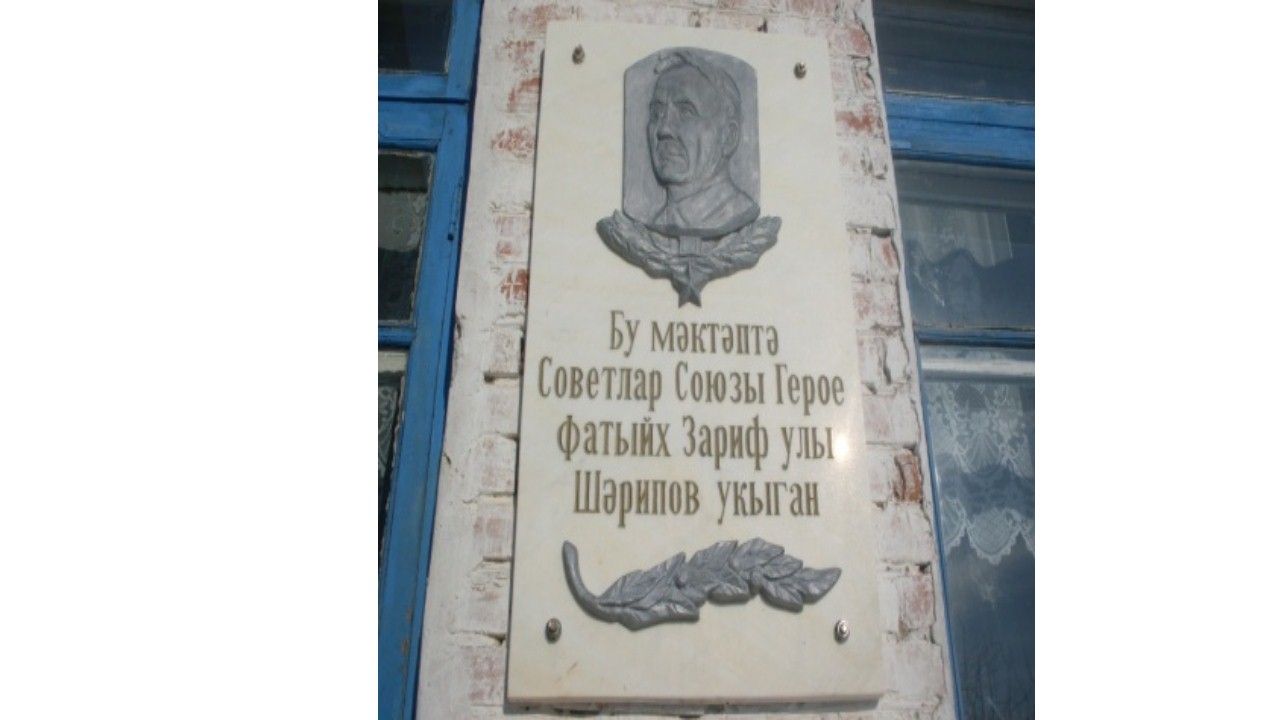 Бу мәктәптә
Советлар Союзы Герое
Фатыйх Зариф улы
Шәрипов укыган